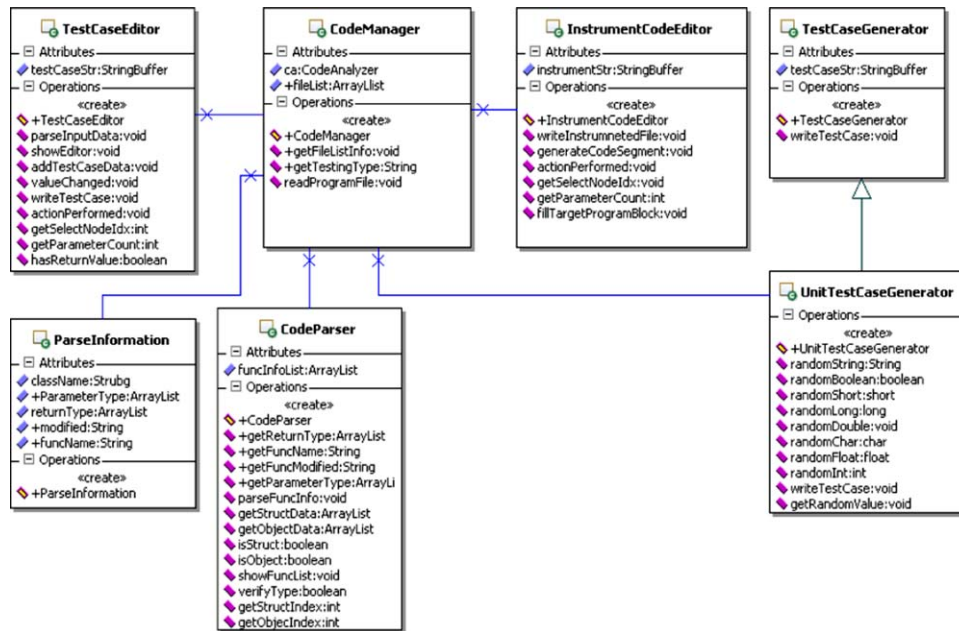 TestCaseEditor
Attributes
testCaseStr:StringBuffer
Operations
«create»
+TestCaseEditor
parseInputData:void
showEditor:void
addTestCaseData:void
valueChanged:void
writeTestCase:void
actionPerformed:void
getSelectNodeIdx:int
getParameterCount:int
hasReturnValue:boolean
CodeManager
Attributes
ca:CodeAnalyzer
+fileList:ArrayLlist
Operations
«create»
+CodeManager
+getFileListInfo:void
+getTestingType:String
readProgramFile:void
InstrumentCodeEditor
Attributes
instrumentStr:StringBuffer
Operations
«create»
+InstrumentCodeEditor
writeInstrumnetedFile:void
generateCodeSegment:void
actionPerformed:void
getSelectNodeIdx:void
getParameterCount:int
fillTargetProgramBlock:void
TestCaseGenerator
Attributes
testCaseStr:StringBuffer
Operations
«create»
+TestCaseGenerator
writeTestCase:void
ParseInformation
Attributes
className:Strubg
+ParameterType:ArrayList
returnType:ArrayList
+modified:String
+funcName:String
Operations
«create»
+ParseInformation
CodeParser
Attributes
funcInfoList:ArrayList
Operations
«create»
+CodeParser
+getReturnType:ArrayList
+getFuncName:String
+getFuncModified:String
+getParameterType:ArrayLi
parseFuncInfo:void
getStructData:ArrayList
getObjectData:ArrayList
isStruct:boolean
isObject:boolean
showFuncList:void
verifyType:boolean
getStructIndex:int
getObjecIndex:int
UnitTestCaseGenerator
Operations
«create»
+UnitTestCaseGenerator
randomString:String
randomBoolean:boolean
randomShort:short
randomLong:long
randomDouble:void
randomChar:char
randomFloat:float
randomInt:int
writeTestCase:void
getRandomValue:void